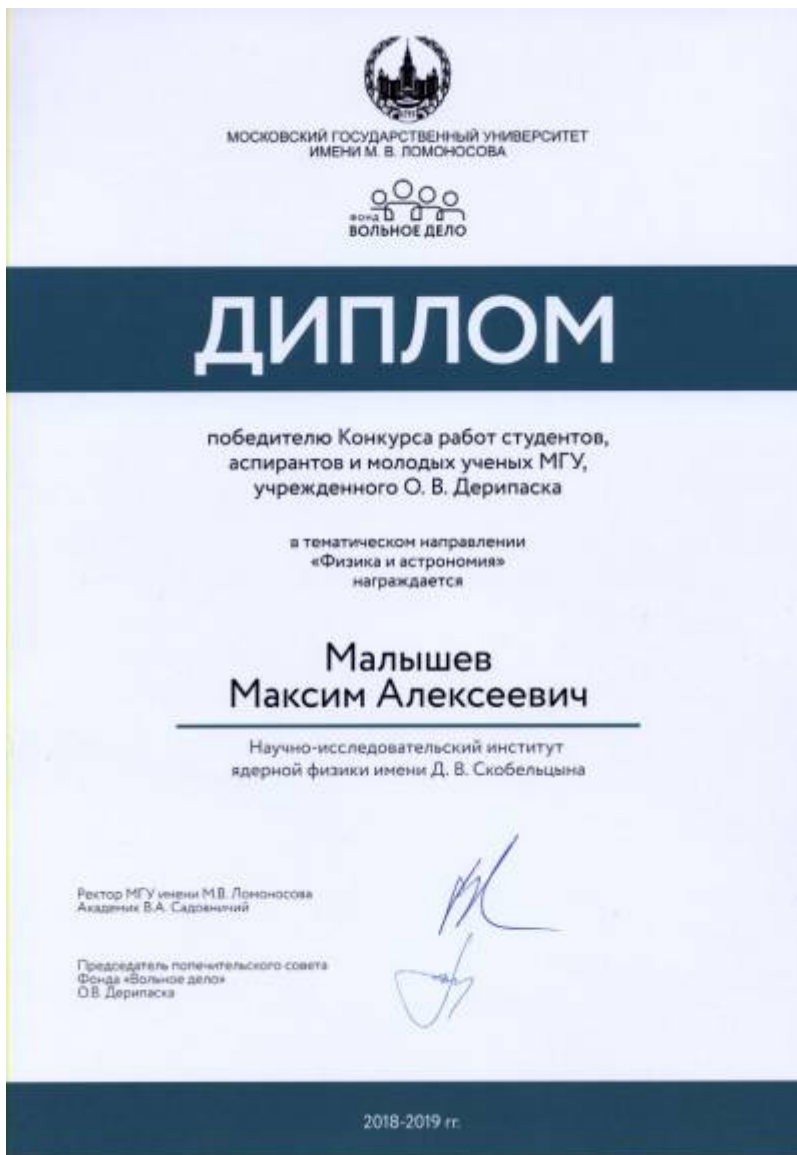 МОСКОВСКИЙ ГОСУДАРСТВЕННЫЙ УНИВЕРСИТЕТ
ИМЕНИ М. В. ЛОМОНОСОВА
ФОНД
ВОЛЬНОЕ ДЕЛО
ДИПЛОМ
победителю Конкурса работ студентов,
аспирантов и молодых ученых МГУ,
учрежденного О. В. Дерипаска
в тематическом направлении
«Физика и астрономия»
награждается
Малышев
Максим Алексеевич
Научно-исследовательский институт
ядерной физики имени Д. В. Скобельцына
Ректор МГУ имени М.В. Ломоносова
Академик В.А. Садовничий
Председатель попечительского совета
Фонда «Вольное дело»
О.В. Дерипаска
2018-2019 гг.